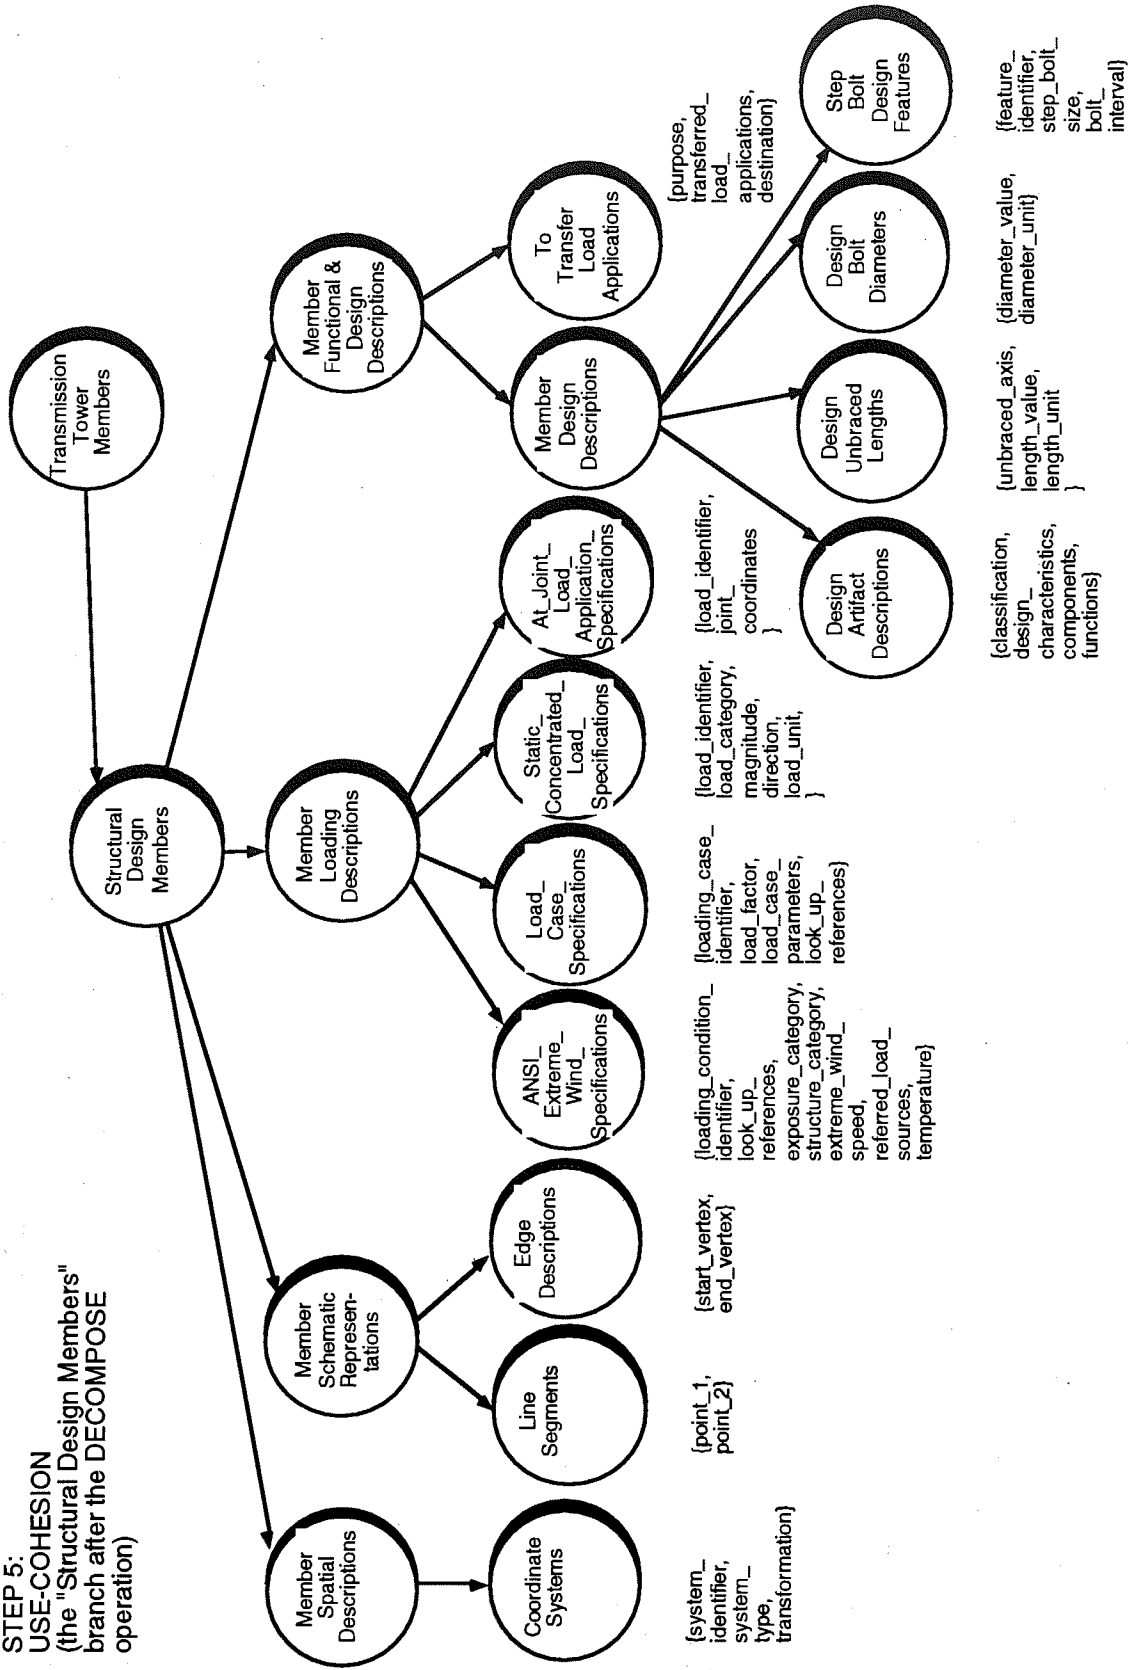 STEP 5:
USE-COHESION
(the "Structural Design Members"
branch after the DECOMPOSE
operation)
Transmission
Tower
Members
Structural
Design
Members
Member
Spatial
Descriptions
Member
Schematic
Represen-
tations
Member
Loading
Descriptions
Member
Functional &
Design
Descriptions
Coordinate
Systems
Line
Segments
Edge
Descriptions
ANSI_
Extreme_
Wind_
Specifications
Load_
Case_
Specifications
Static_
Concentrated_
Load_
Specifications
At_Joint_
Load_
Application_
Specifications
Member
Design
Descriptions
To
Transfer
Load
Applications
{system_
identifier,
system_
type,
transformation}
{point_1,
point_2}
{start_vertex,
end_vertex}
{loading_condition_
identifier,
look_up_
references,
exposure_category,
structure_category,
extreme_wind_
speed,
referred_load_
sources,
temperature}
{loading_case_
identifier,
load_factor,
load_case_
parameters,
look_up_
references}
{load_identifier,
load_category,
magnitude,
direction,
load_unit,
}
{load_identifier,
joint_
coordinates
}
{purpose,
transferred_
load_
applications,
destination}
Design
Artifact
Descriptions
Design
Unbraced
Lengths
Design
Bolt
Diameters
Step
Bolt
Design
Features
{classification,
design_
characteristics,
components,
functions}
{unbraced_axis,
length_value,
length_unit
}
{diameter_value,
diameter_unit}
{feature_
identifier,
step_bolt_
size,
bolt_
interval}